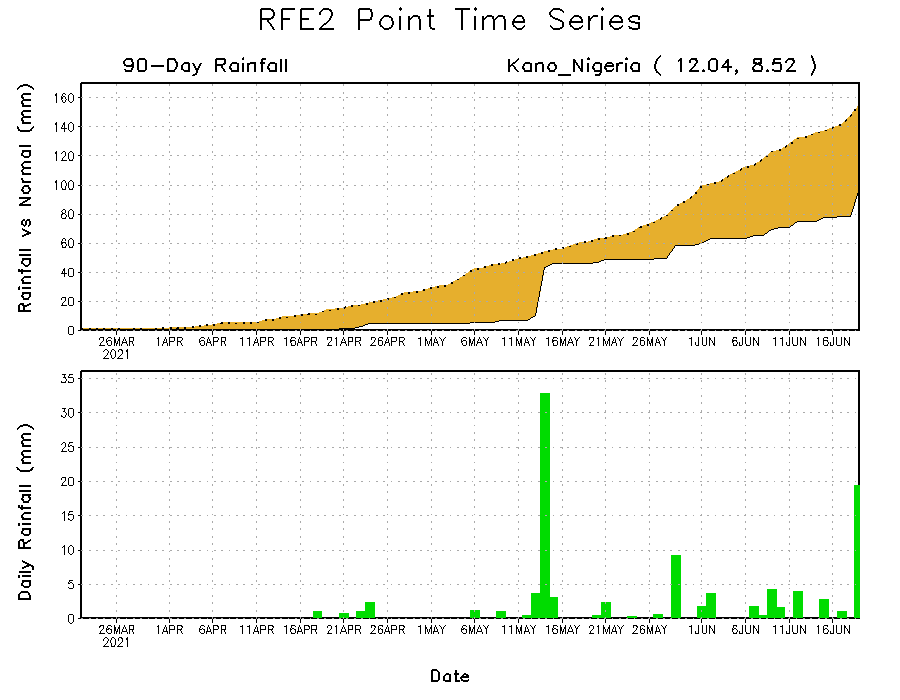 RFE2 Point Time Series
90-Day Rainfall
Kano_Nigeria ( 12.04, 8.52 )
Rainfall vs Normal (mm)
160
140
120
100
80
60
40
20
0
26MAR 1APR 6APR 11APR 16APR 21APR 26APR 1MAY 6MAY 11MAY 16MAY 21MAY 26MAY 1JUN 6JUN 11JUN 16JUN
2021
Daily Rainfall (mm)
35
30
25
20
15
10
5
0
26MAR 1APR 6APR 11APR 16APR 21APR 26APR 1MAY 6MAY 11MAY 16MAY 21MAY 26MAY 1JUN 6JUN 11JUN 16JUN
2021
Date